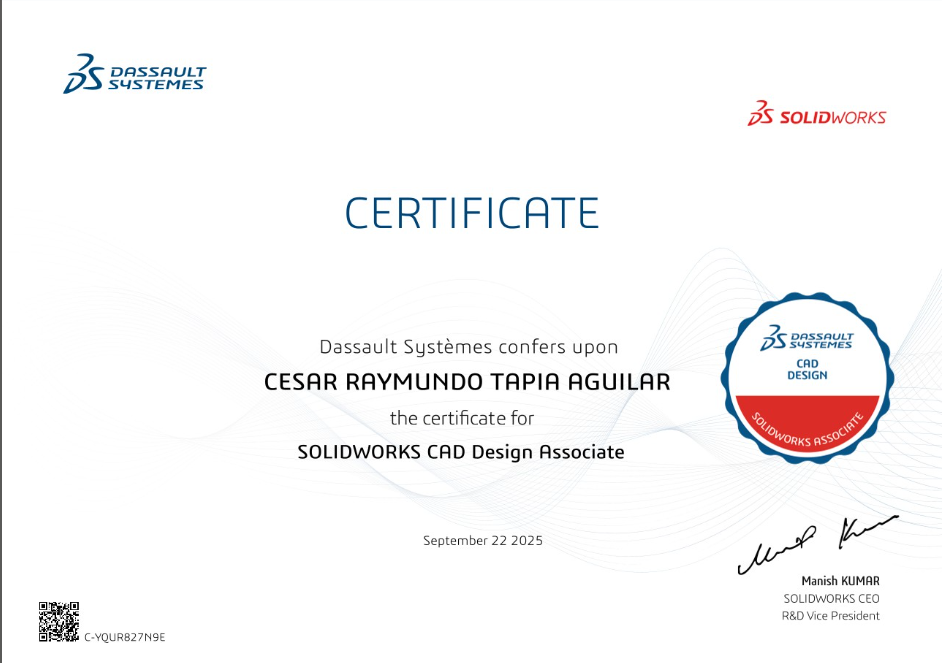 DASSAULT
SYSTEMES
SOLIDWORKS
CERTIFICATE
Dassault Systèmes confers upon
CESAR RAYMUNDO TAPIA AGUILAR
the certificate for
SOLIDWORKS CAD Design Associate
DASSAULT
SYSTEMES
CAD
DESIGN
SOLIDWORKS ASSOCIATE
September 22 2025
Manish KUMAR
SOLIDWORKS CEO
R&D Vice President
C-YQUR827N9E